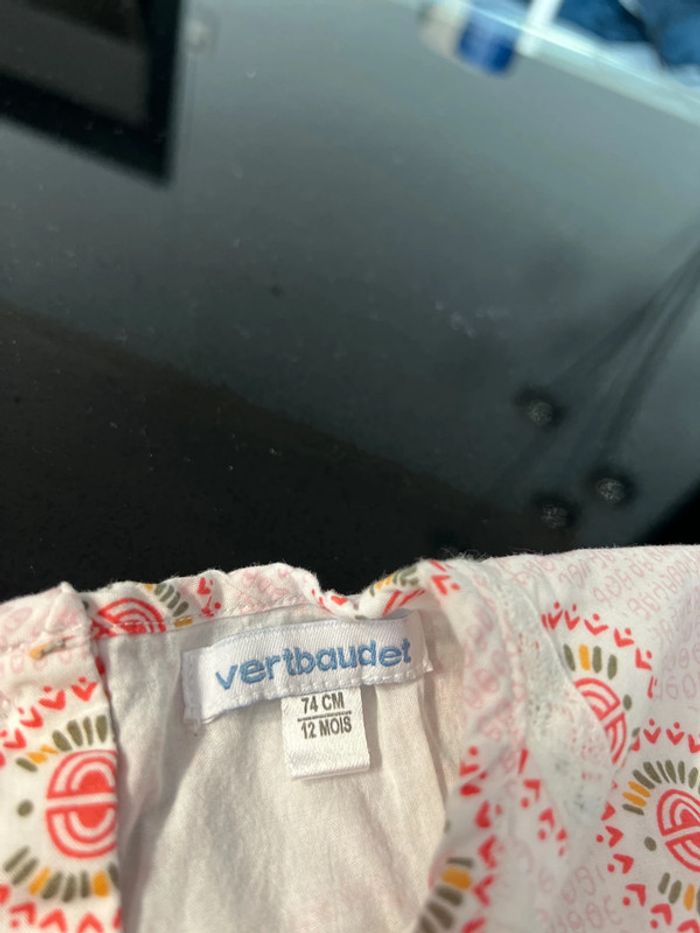 vertbaudet
74 CM
12 MOIS